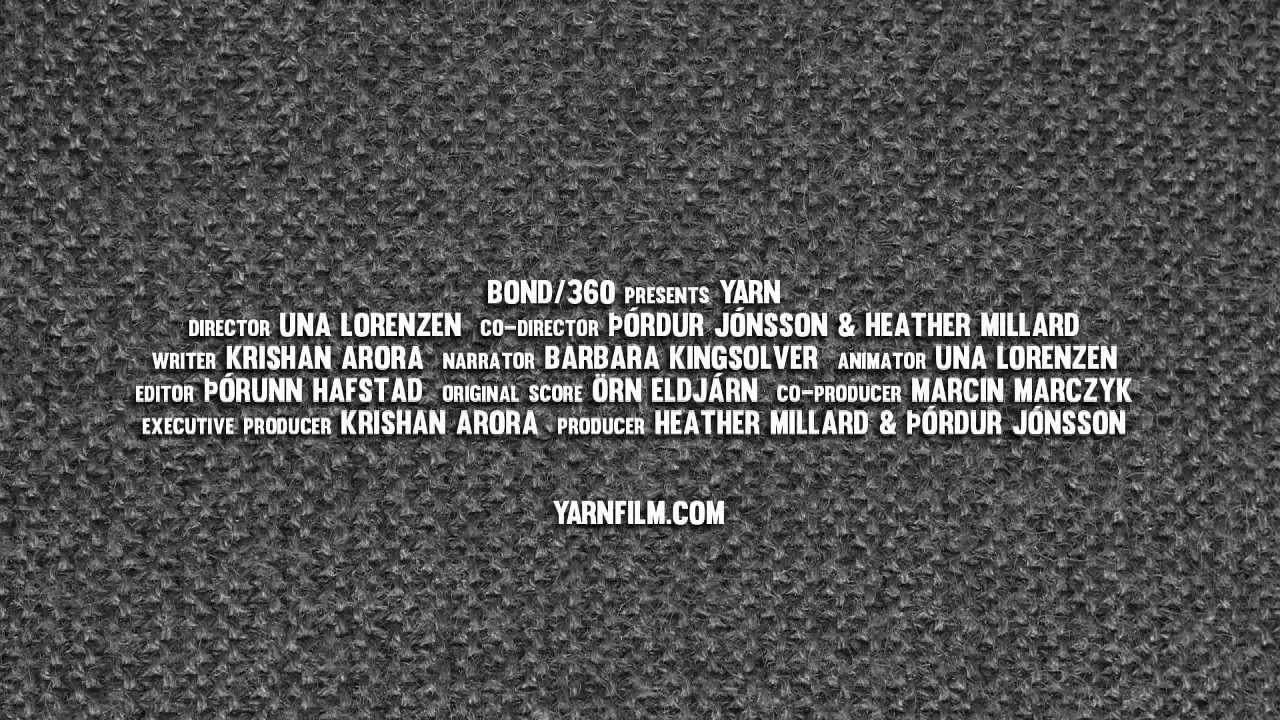 BOND/360 PRESENTS YARN
DIRECTOR UNA LORENZEN CO-DIRECTOR ÞÓRDUR JÓNSSON & HEATHER MILLARD
WRITER KRISHAN ARORA NARRATOR BARBARA KINGSOLVER ANIMATOR UNA LORENZEN
EDITOR ÞÓRUNN HAFSTAD ORIGINAL SCORE ÖRN ELDJÁRN CO-PRODUCER MARCIN MARCZYK
EXECUTIVE PRODUCER KRISHAN ARORA PRODUCER HEATHER MILLARD & ÞÓRDUR JÓNSSON
YARNFILM.COM